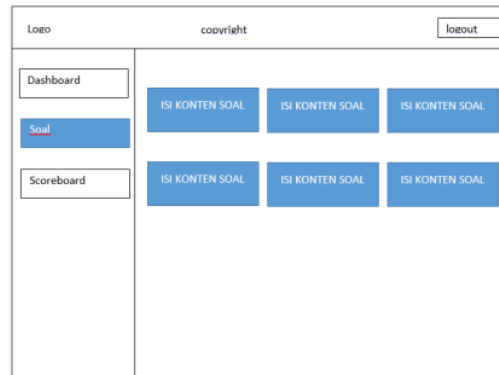 Logo
copyright
logout
Dashboard
Soal
Scoreboard
ISI KONTEN SOAL
ISI KONTEN SOAL
ISI KONTEN SOAL
ISI KONTEN SOAL
ISI KONTEN SOAL
ISI KONTEN SOAL